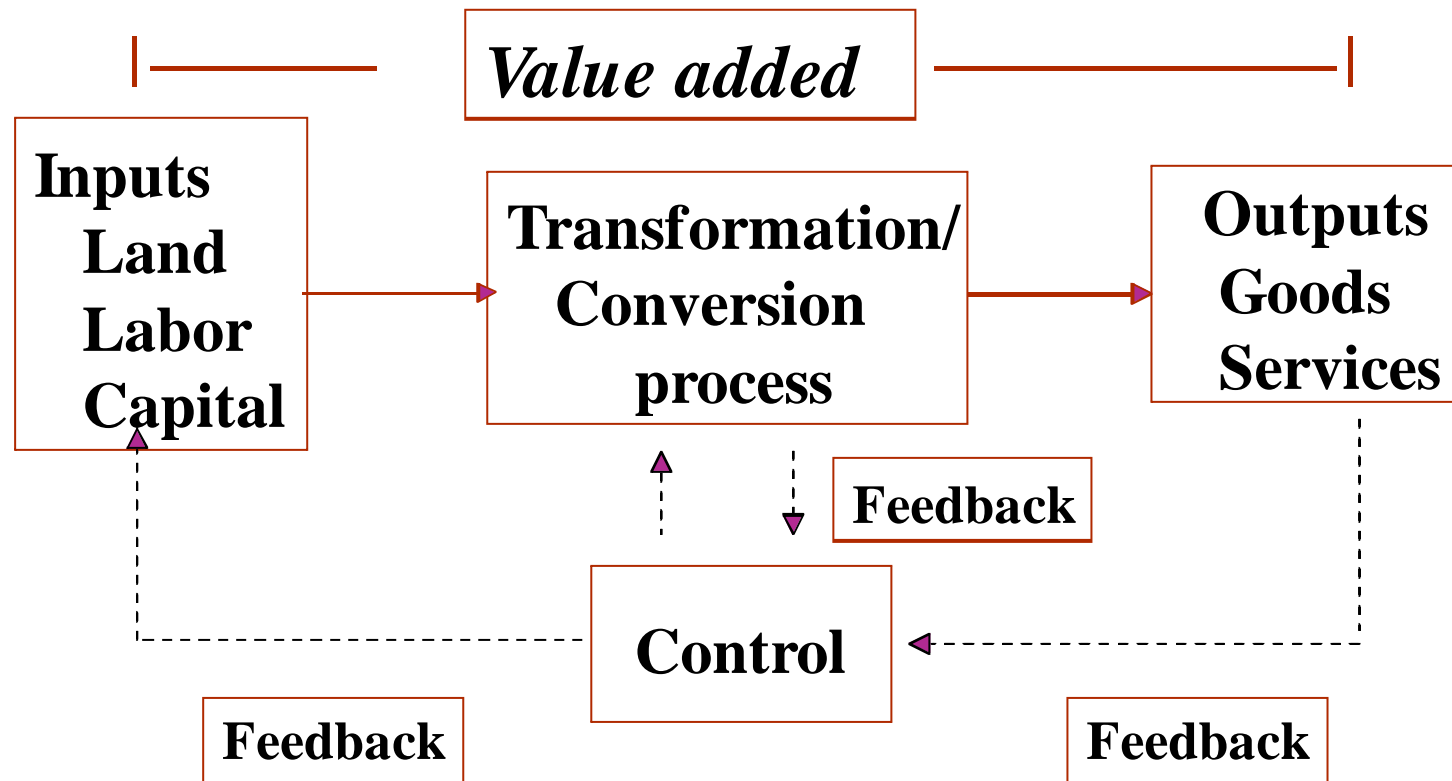 Value added
Inputs
Land
Labor
Capital
Transformation/
Conversion
process
Outputs
Goods
Services
Feedback
Control
Feedback
Feedback